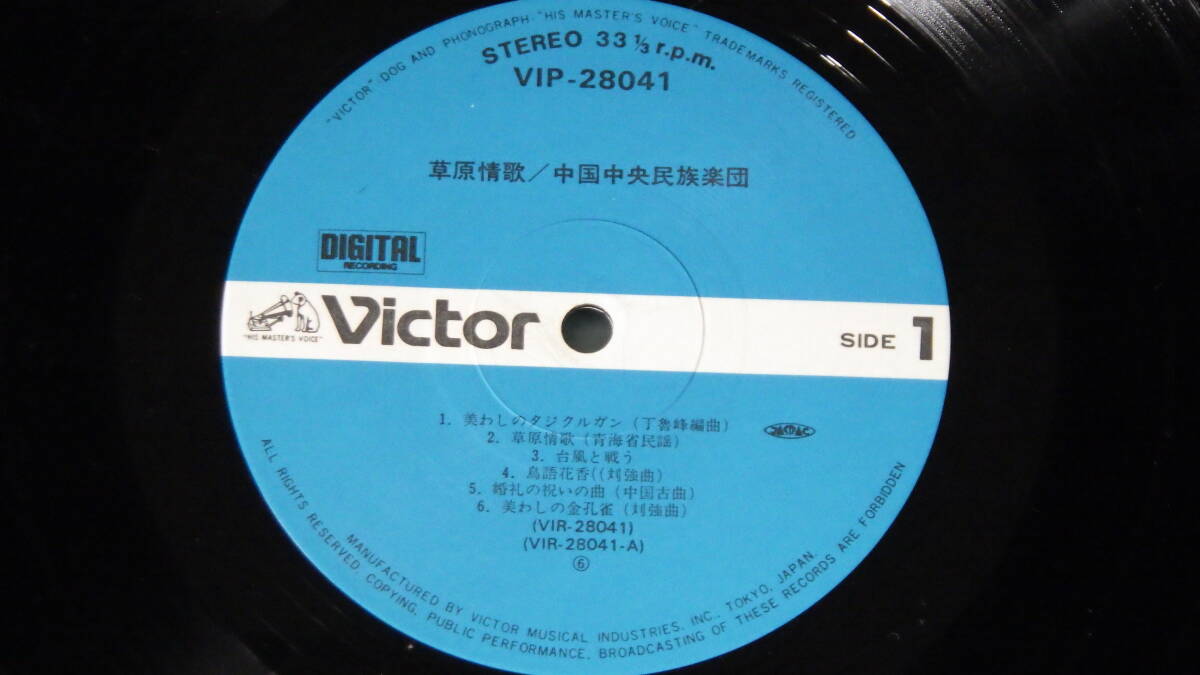 "VICTOR" DOG AND PHONOGRAPH "HIS MASTER'S VOICE" TRADEMARKS REGISTERED
STEREO 33 1/3 r.p.m.
VIP-28041
草原情歌／中国中央民族楽団
DIGITAL
RECORDING
"HIS MASTER'S VOICE"
Victor
SIDE 1
1. 美わしのタジクルガン（丁魯峰編曲）
JASRAC
2. 草原情歌（青海省民謡）
3. 台風と戦う
4. 鳥語花香(（刘強曲）
5. 婚礼の祝いの曲（中国古曲）
6. 美わしの金孔雀（刘強曲）
(VIR-28041)
(VIR-28041-A)
⑥
MANUFACTURED BY VICTOR MUSICAL INDUSTRIES, INC., TOKYO, JAPAN.
ALL RIGHTS RESERVED. COPYING, PUBLIC PERFORMANCE, BROADCASTING OF THESE RECORDS ARE FORBIDDEN